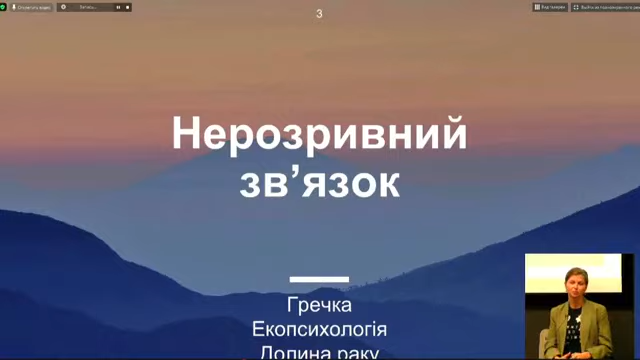 3
Нерозривний
зв’язок
Гречка
Екопсихологія
Долина раку